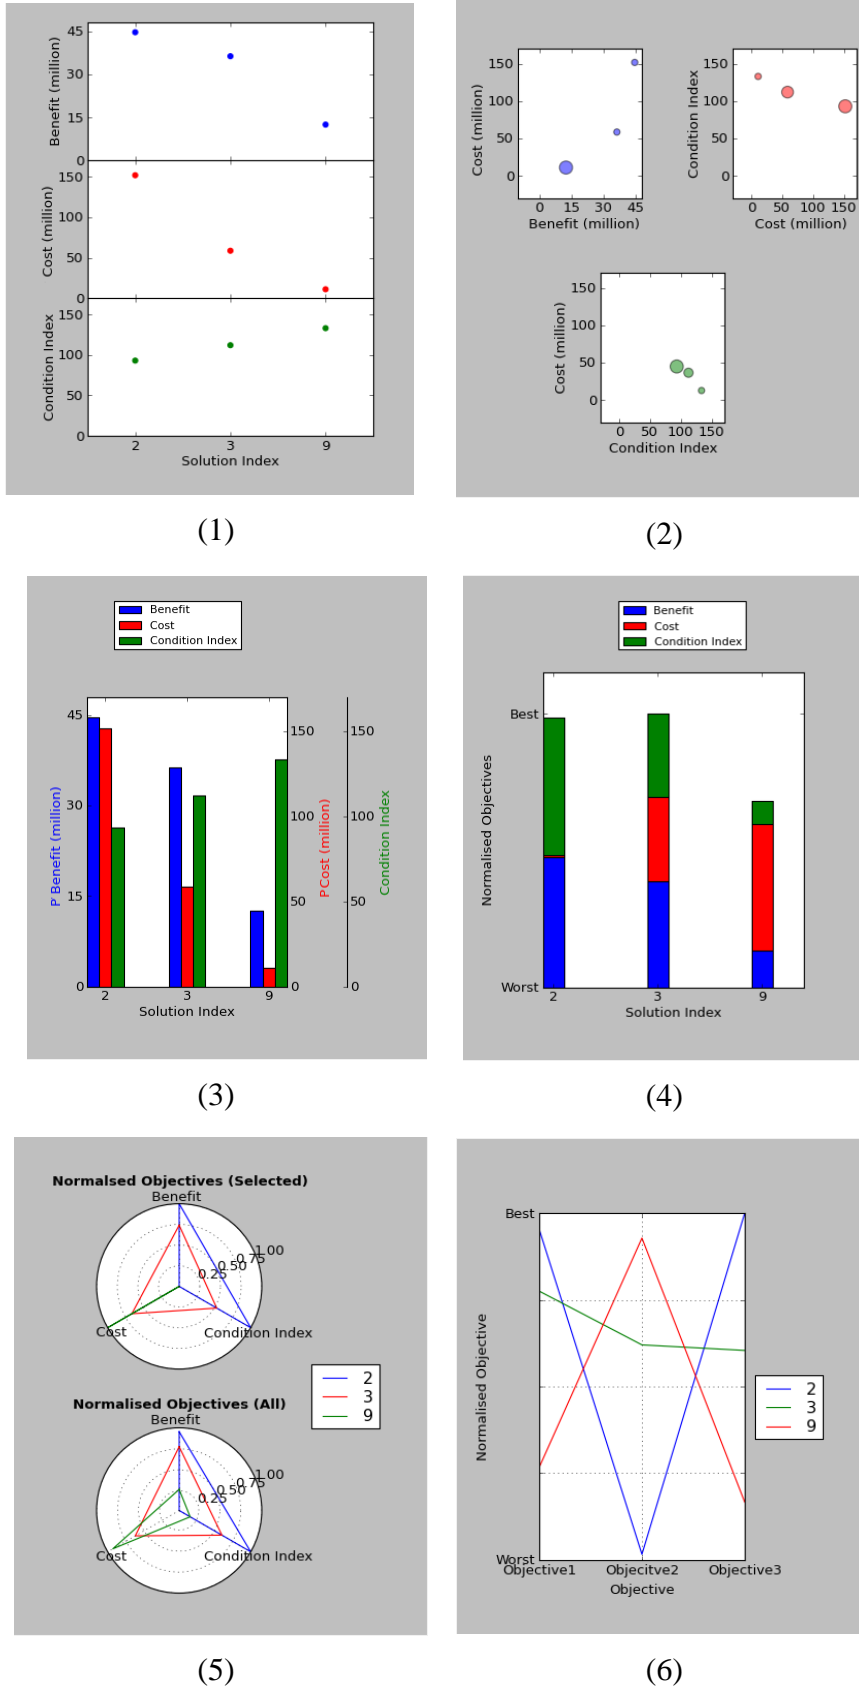 45
30
15
0
Benefit (million)
150
100
50
0
Cost (million)
150
100
50
0
Condition Index
2 3 9
Solution Index
(1)
150
100
50
0
Cost (million)
0 15 30 45
Benefit (million)
150
100
50
0
Condition Index
0 50 100 150
Cost (million)
150
100
50
0
Cost (million)
0 50 100 150
Condition Index
(2)
Benefit
Cost
Condition Index
45
30
15
0
P' Benefit (million)
150
100
50
0
PCost (million)
150
100
50
0
Condition Index
2 3 9
Solution Index
(3)
Benefit
Cost
Condition Index
Best
Worst
Normalised Objectives
2 3 9
Solution Index
(4)
Normalsed Objectives (Selected)
Benefit
1.00
0.75
0.50
0.25
Cost
Condition Index
2
3
9
Normalised Objectives (All)
Benefit
1.00
0.75
0.50
0.25
Cost
Condition Index
(5)
Best
Worst
Normalised Objective
Objective1 Objecitve2 Objective3
Objective
2
3
9
(6)